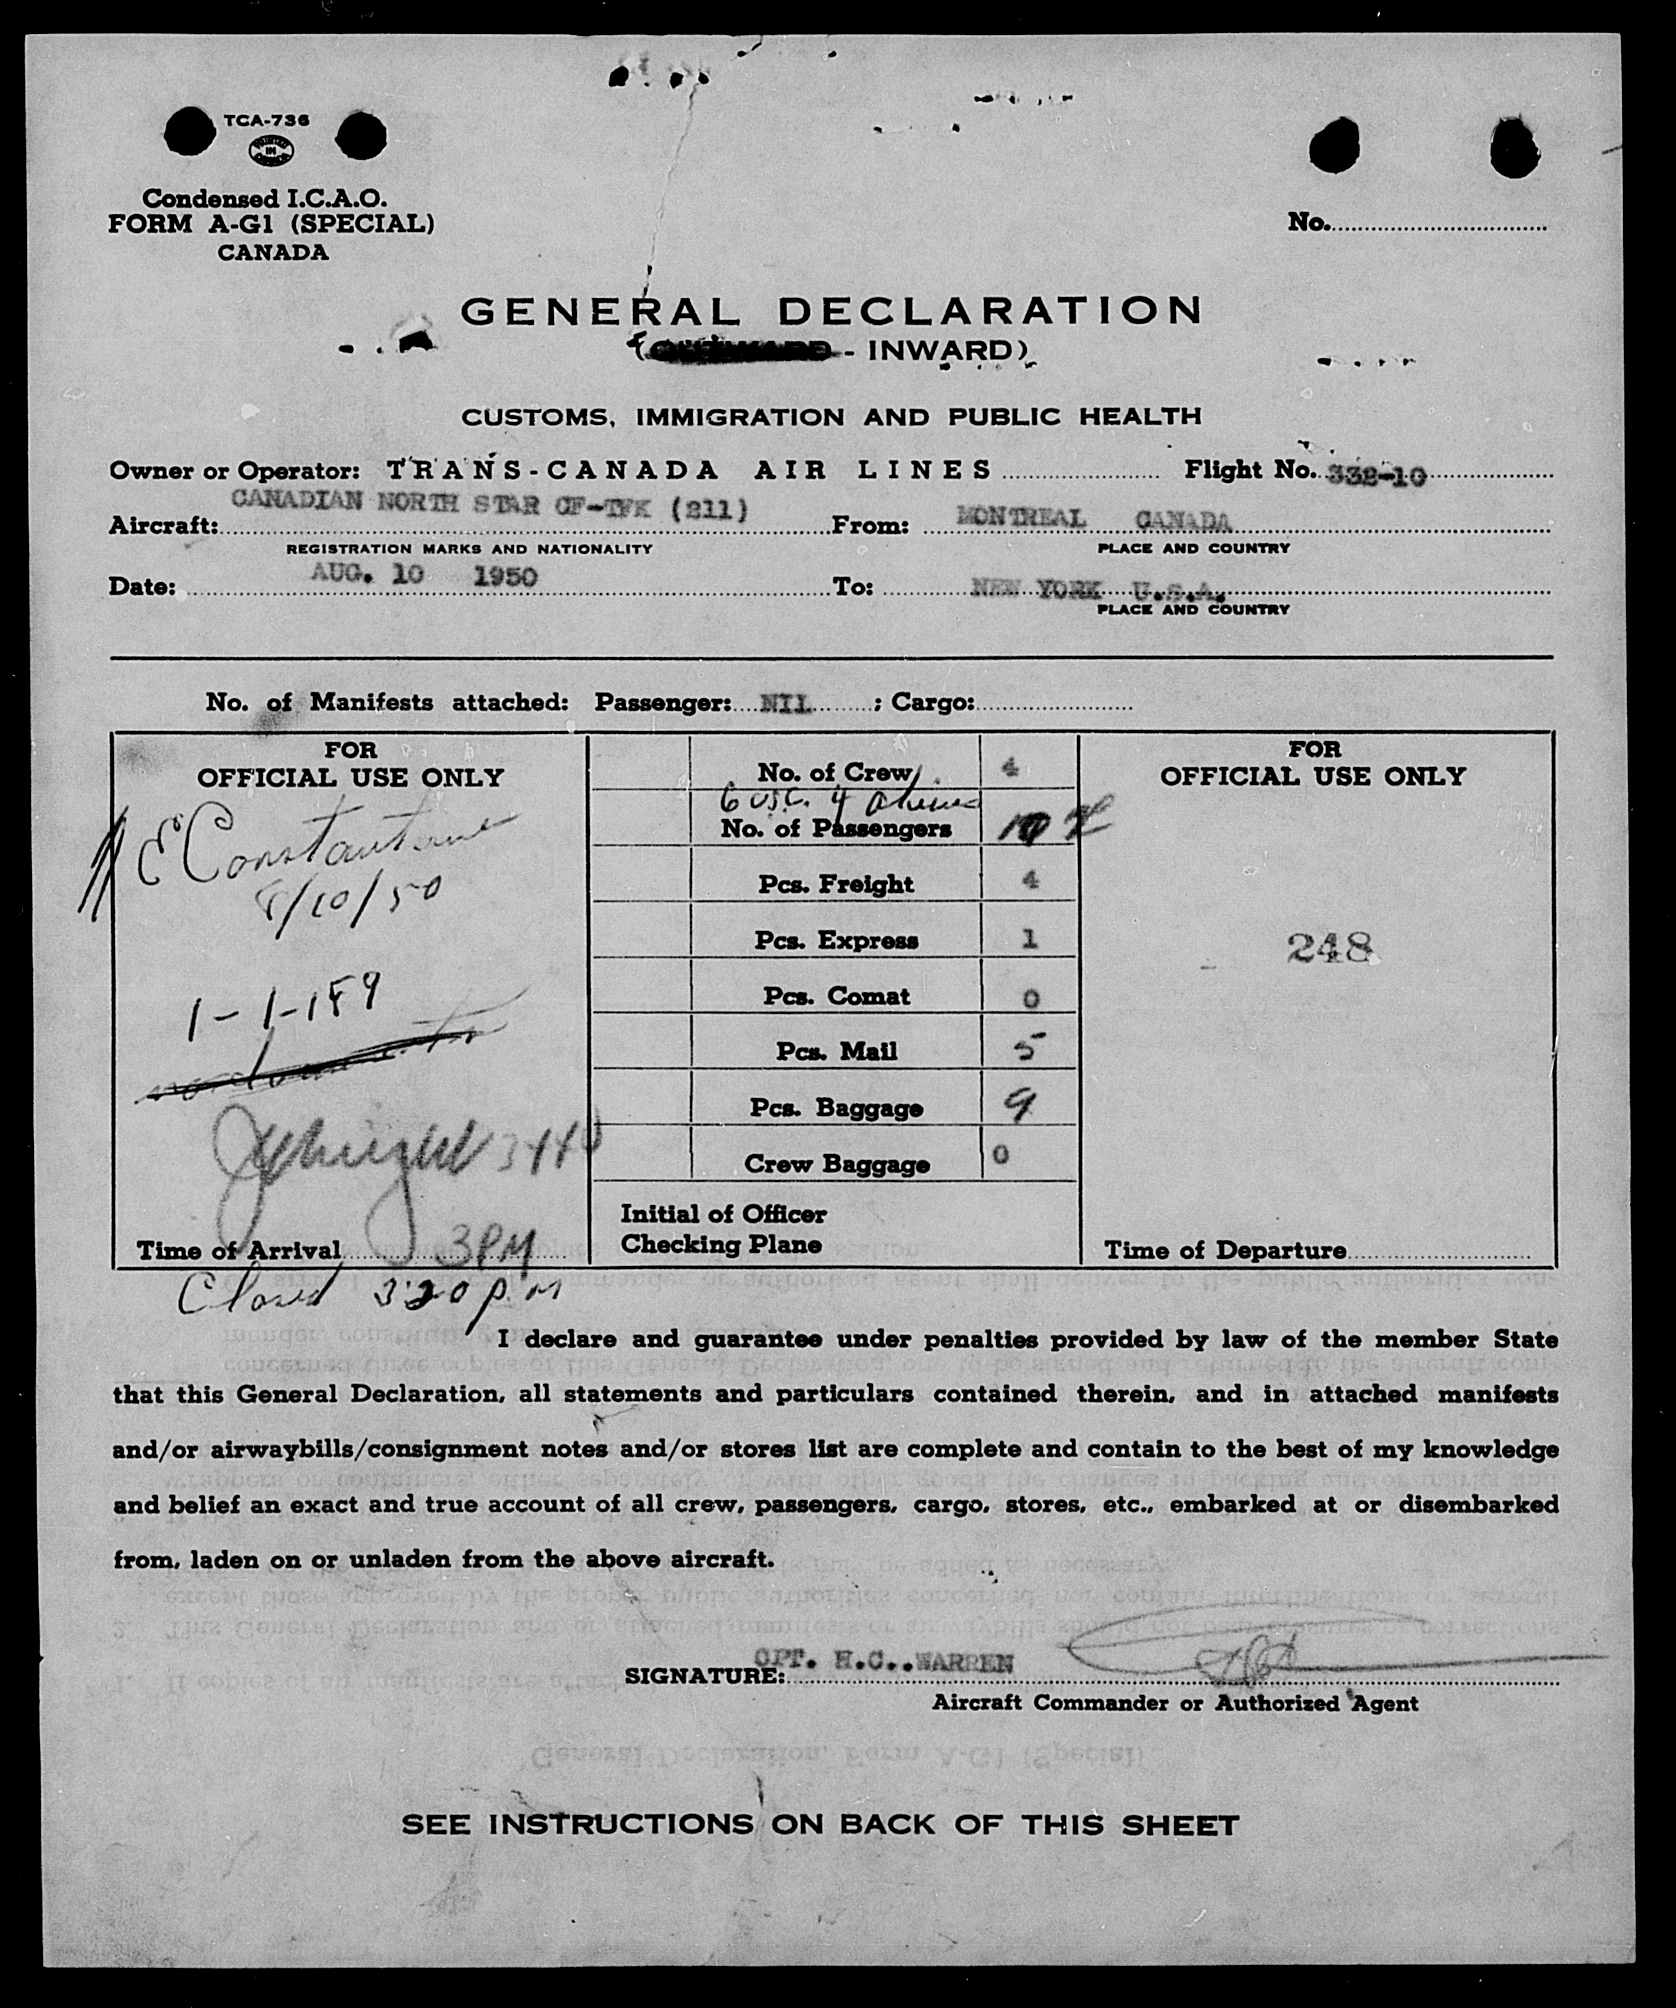 TCA-736
IN
Condensed I.C.A.O.
FORM A-G1 (SPECIAL)
CANADA
No.
GENERAL DECLARATION
- INWARD)
CUSTOMS, IMMIGRATION AND PUBLIC HEALTH
Owner or Operator: TRANS-CANADA AIR LINES Flight No. 332-10
Aircraft: CANADIAN NORTH STAR CF-TFK (211) From: MONTREAL CANADA
REGISTRATION MARKS AND NATIONALITY PLACE AND COUNTRY
Date: AUG. 10 1950 To: NEW YORK U.S.A.
PLACE AND COUNTRY
No. of Manifests attached: Passenger: NIL ; Cargo:
FOR
OFFICIAL USE ONLY
E Constantine
8/10/50
1-1-189
3440
Time of Arrival 3PM
Closed 3:20 p.m
No. of Crew 4
6 USC. 4 Aliens
No. of Passengers 10
Pcs. Freight 4
Pcs. Express 1
Pcs. Comat 0
Pcs. Mail 5
Pcs. Baggage 9
Crew Baggage 0
Initial of Officer
Checking Plane
FOR
OFFICIAL USE ONLY
248
Time of Departure
I declare and guarantee under penalties provided by law of the member State
that this General Declaration, all statements and particulars contained therein, and in attached manifests
and/or airwaybills/consignment notes and/or stores list are complete and contain to the best of my knowledge
and belief an exact and true account of all crew, passengers, cargo, stores, etc., embarked at or disembarked
from, laden on or unladen from the above aircraft.
SIGNATURE: CPT. H.C..WARREN
Aircraft Commander or Authorized Agent
SEE INSTRUCTIONS ON BACK OF THIS SHEET